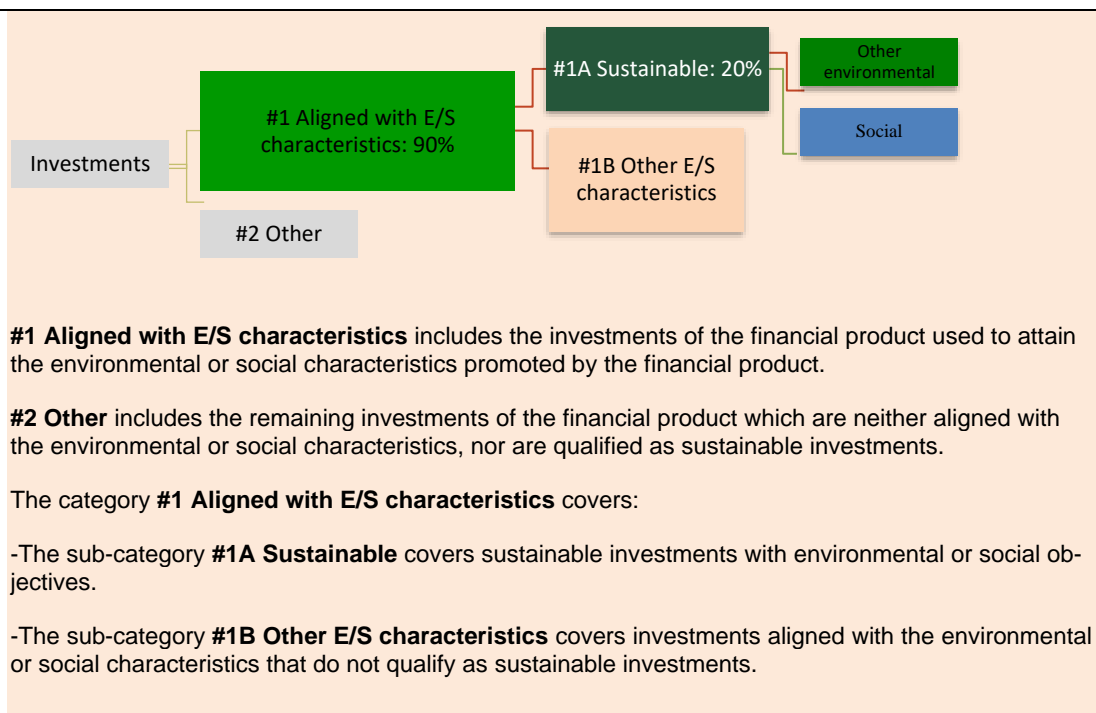 Investments
#1 Aligned with E/S
characteristics: 90%
#2 Other
#1A Sustainable: 20%
#1B Other E/S
characteristics
Other
environmental
Social
#1 Aligned with E/S characteristics includes the investments of the financial product used to attain
the environmental or social characteristics promoted by the financial product.
#2 Other includes the remaining investments of the financial product which are neither aligned with
the environmental or social characteristics, nor are qualified as sustainable investments.
The category #1 Aligned with E/S characteristics covers:
-The sub-category #1A Sustainable covers sustainable investments with environmental or social ob-
jectives.
-The sub-category #1B Other E/S characteristics covers investments aligned with the environmental
or social characteristics that do not qualify as sustainable investments.